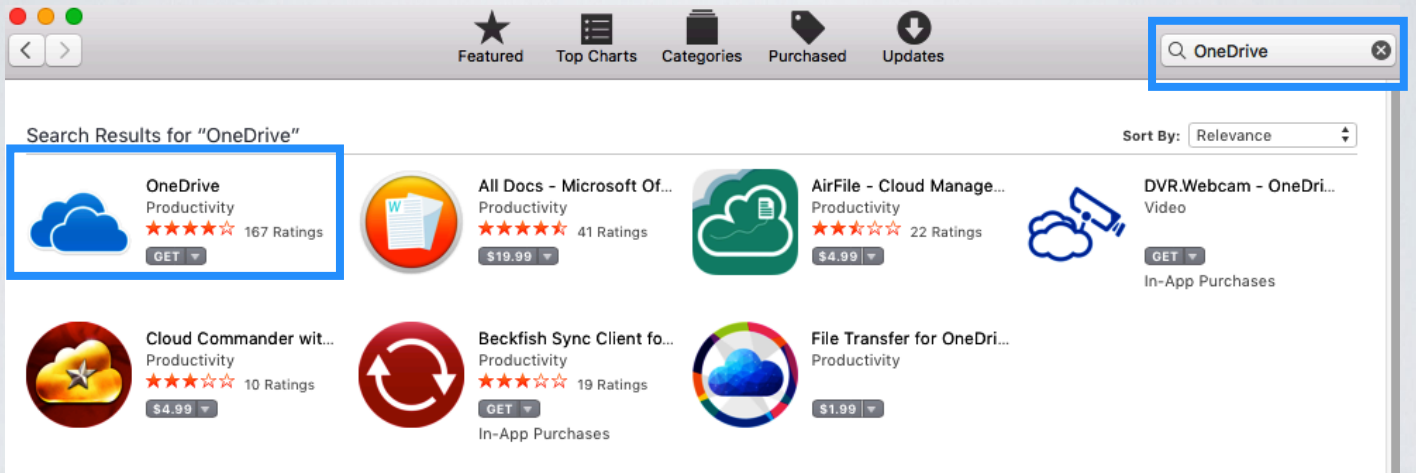 Featured
Top Charts
Categories
Purchased
Updates
OneDrive
Search Results for “OneDrive”
Sort By: Relevance
OneDrive
Productivity
167 Ratings
GET
All Docs - Microsoft Of...
Productivity
41 Ratings
$19.99
AirFile - Cloud Manage...
Productivity
22 Ratings
$4.99
DVR.Webcam - OneDri...
Video
GET
In-App Purchases
Cloud Commander wit...
Productivity
10 Ratings
$4.99
Beckfish Sync Client fo...
Productivity
19 Ratings
GET
In-App Purchases
File Transfer for OneDri...
Productivity
$1.99
W